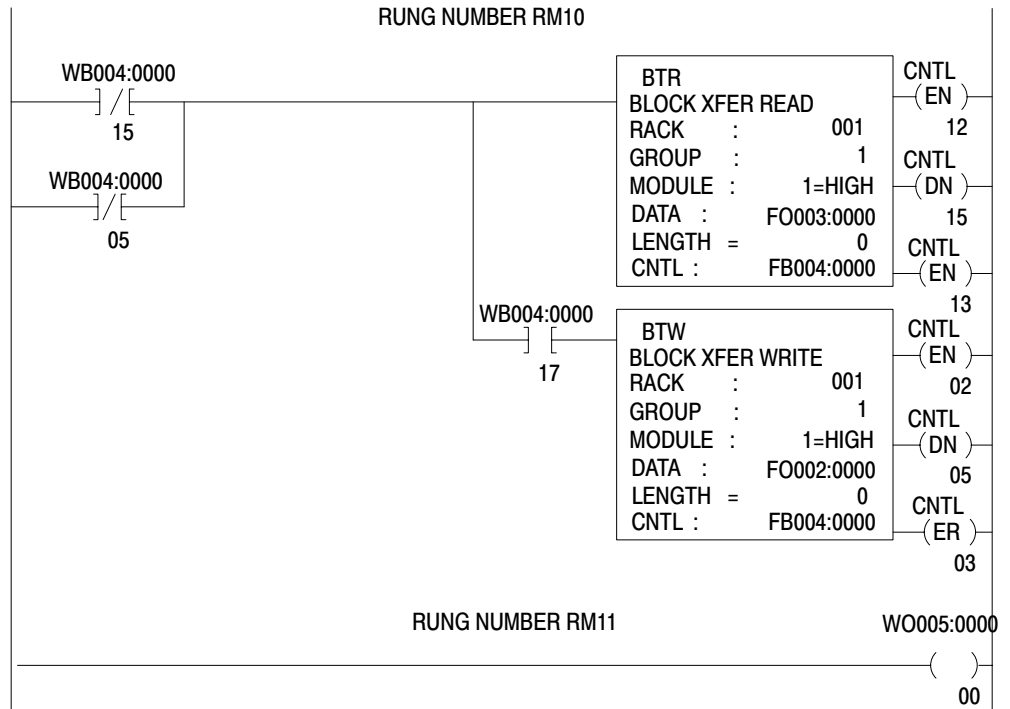 RUNG NUMBER RM10
WB004:0000
15
WB004:0000
05
BTR
BLOCK XFER READ
RACK : 001
GROUP : 1
MODULE : 1=HIGH
DATA : FO003:0000
LENGTH = 0
CNTL : FB004:0000
CNTL
EN
12
CNTL
DN
15
CNTL
EN
13
WB004:0000
17
BTW
BLOCK XFER WRITE
RACK : 001
GROUP : 1
MODULE : 1=HIGH
DATA : FO002:0000
LENGTH = 0
CNTL : FB004:0000
CNTL
EN
02
CNTL
DN
05
CNTL
ER
03
RUNG NUMBER RM11
WO005:0000
00